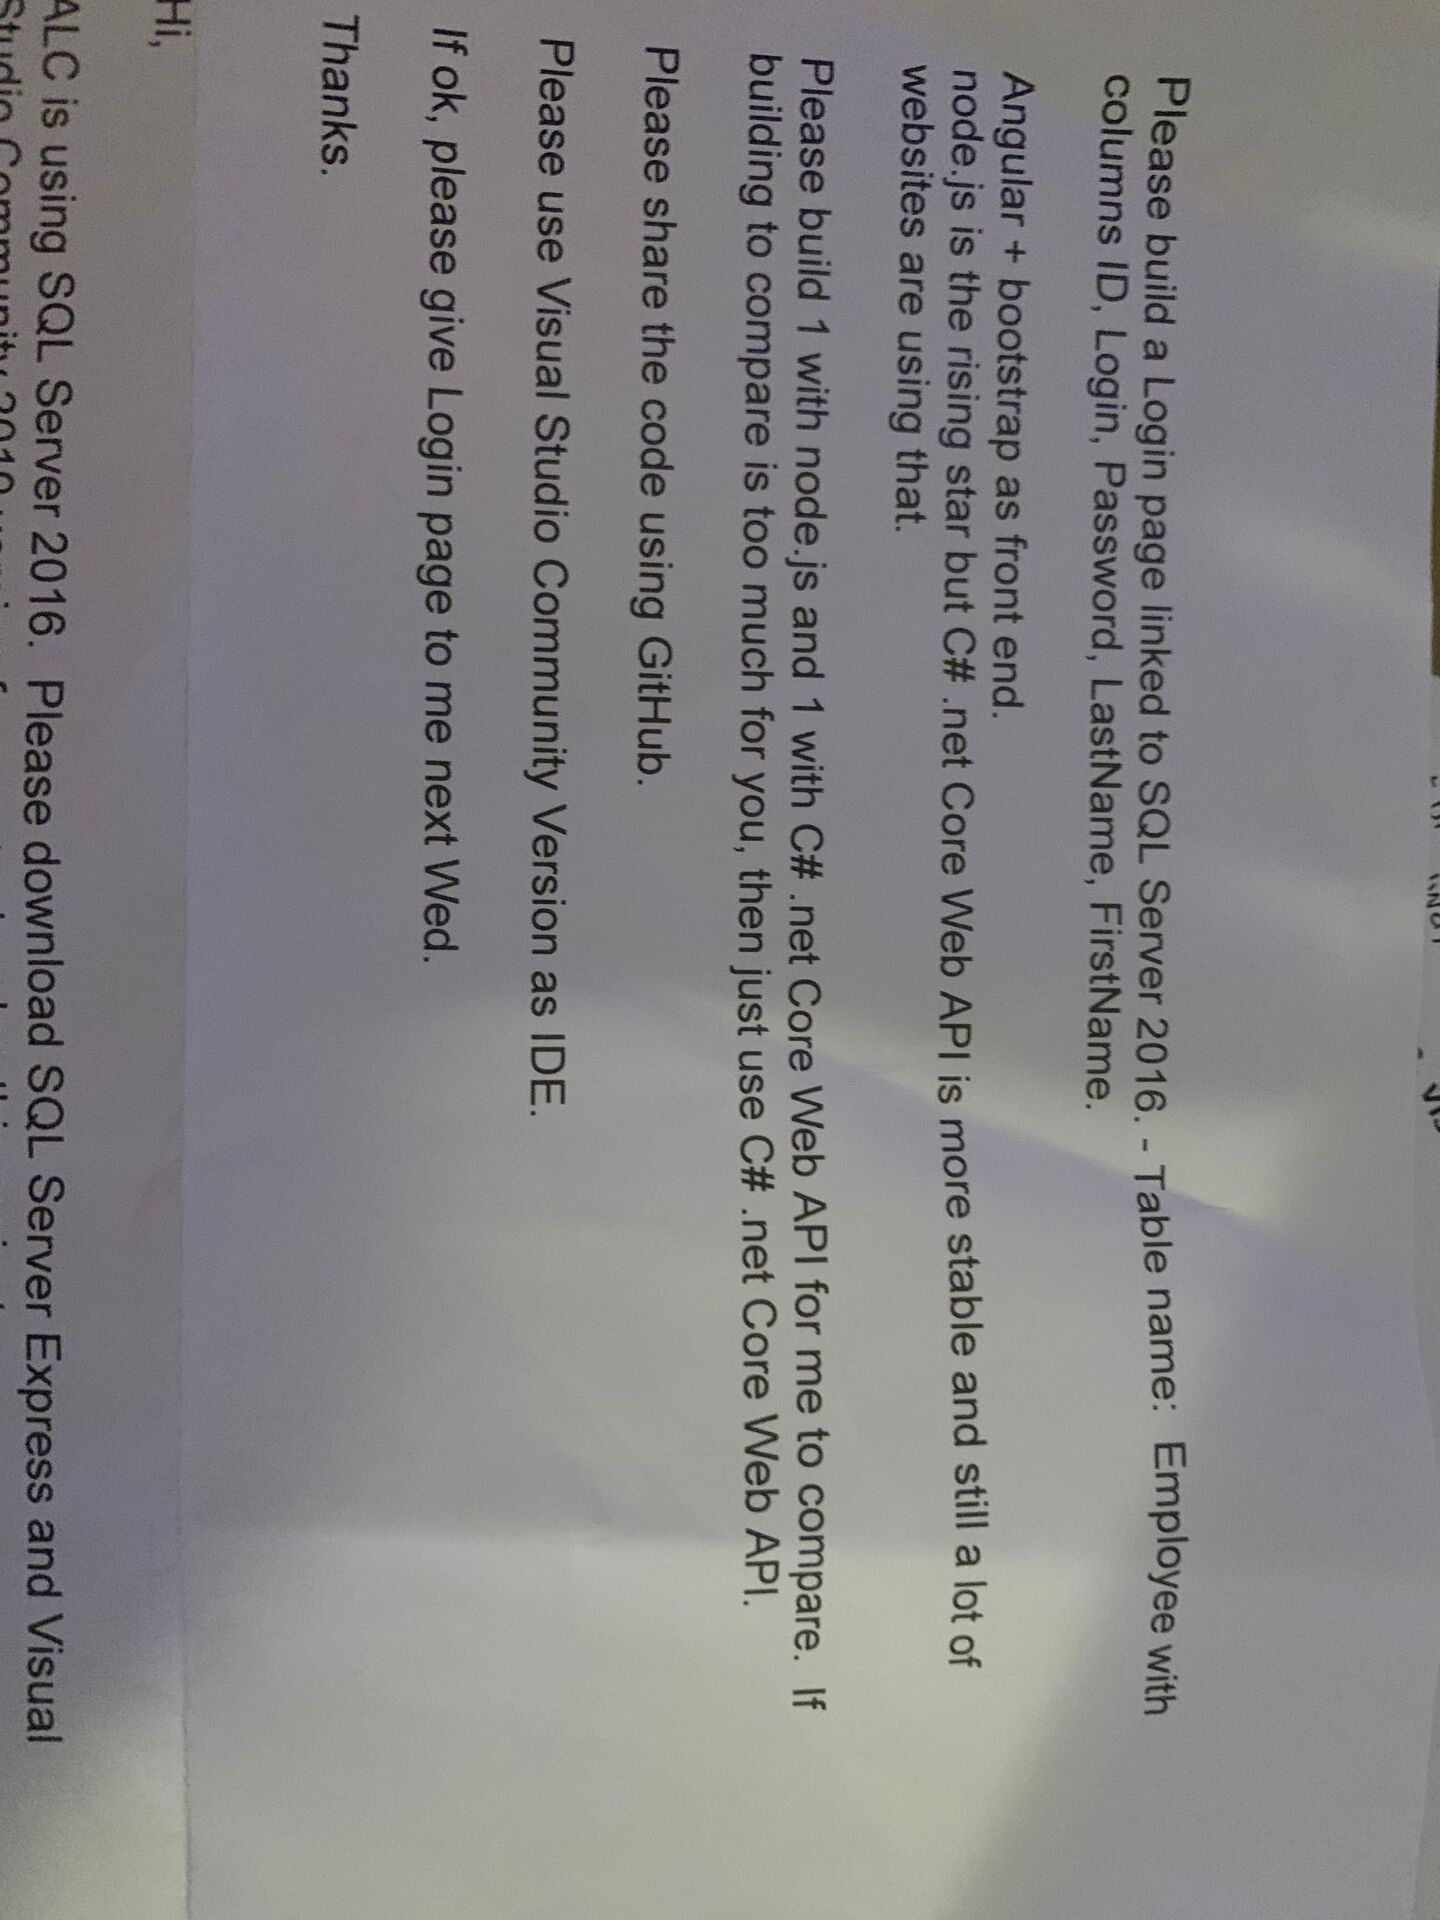 Please build a Login page linked to SQL Server 2016. - Table name: Employee with
columns ID, Login, Password, LastName, FirstName.
Angular + bootstrap as front end.
node.js is the rising star but C# .net Core Web API is more stable and still a lot of
websites are using that.
Please build 1 with node.js and 1 with C# .net Core Web API for me to compare. If
building to compare is too much for you, then just use C# .net Core Web API.
Please share the code using GitHub.
Please use Visual Studio Community Version as IDE.
If ok, please give Login page to me next Wed.
Thanks.
Hi,
ALC is using SQL Server 2016. Please download SQL Server Express and Visual
Studio Community